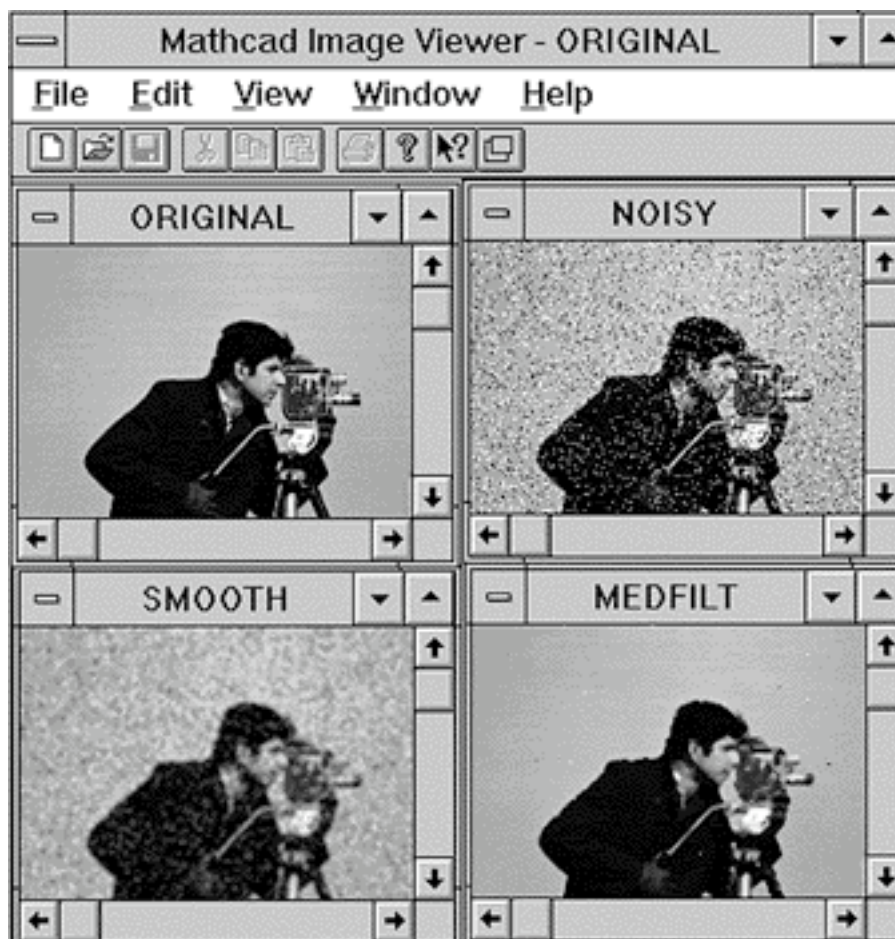 Mathcad Image Viewer - ORIGINAL
File Edit View Window Help
ORIGINAL
NOISY
SMOOTH
MEDFILT